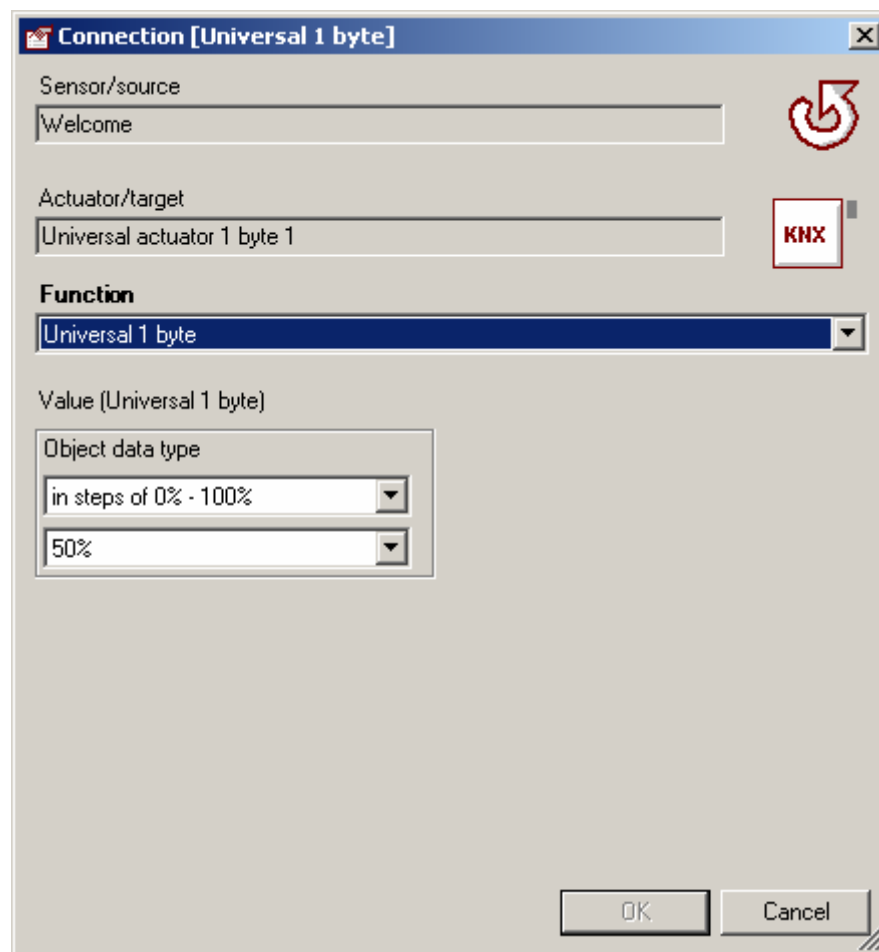 Connection [Universal 1 byte]
Sensor/source
Welcome
Actuator/target
Universal actuator 1 byte 1
KNX
Function
Universal 1 byte
Value (Universal 1 byte)
Object data type
in steps of 0% - 100%
50%
OK
Cancel